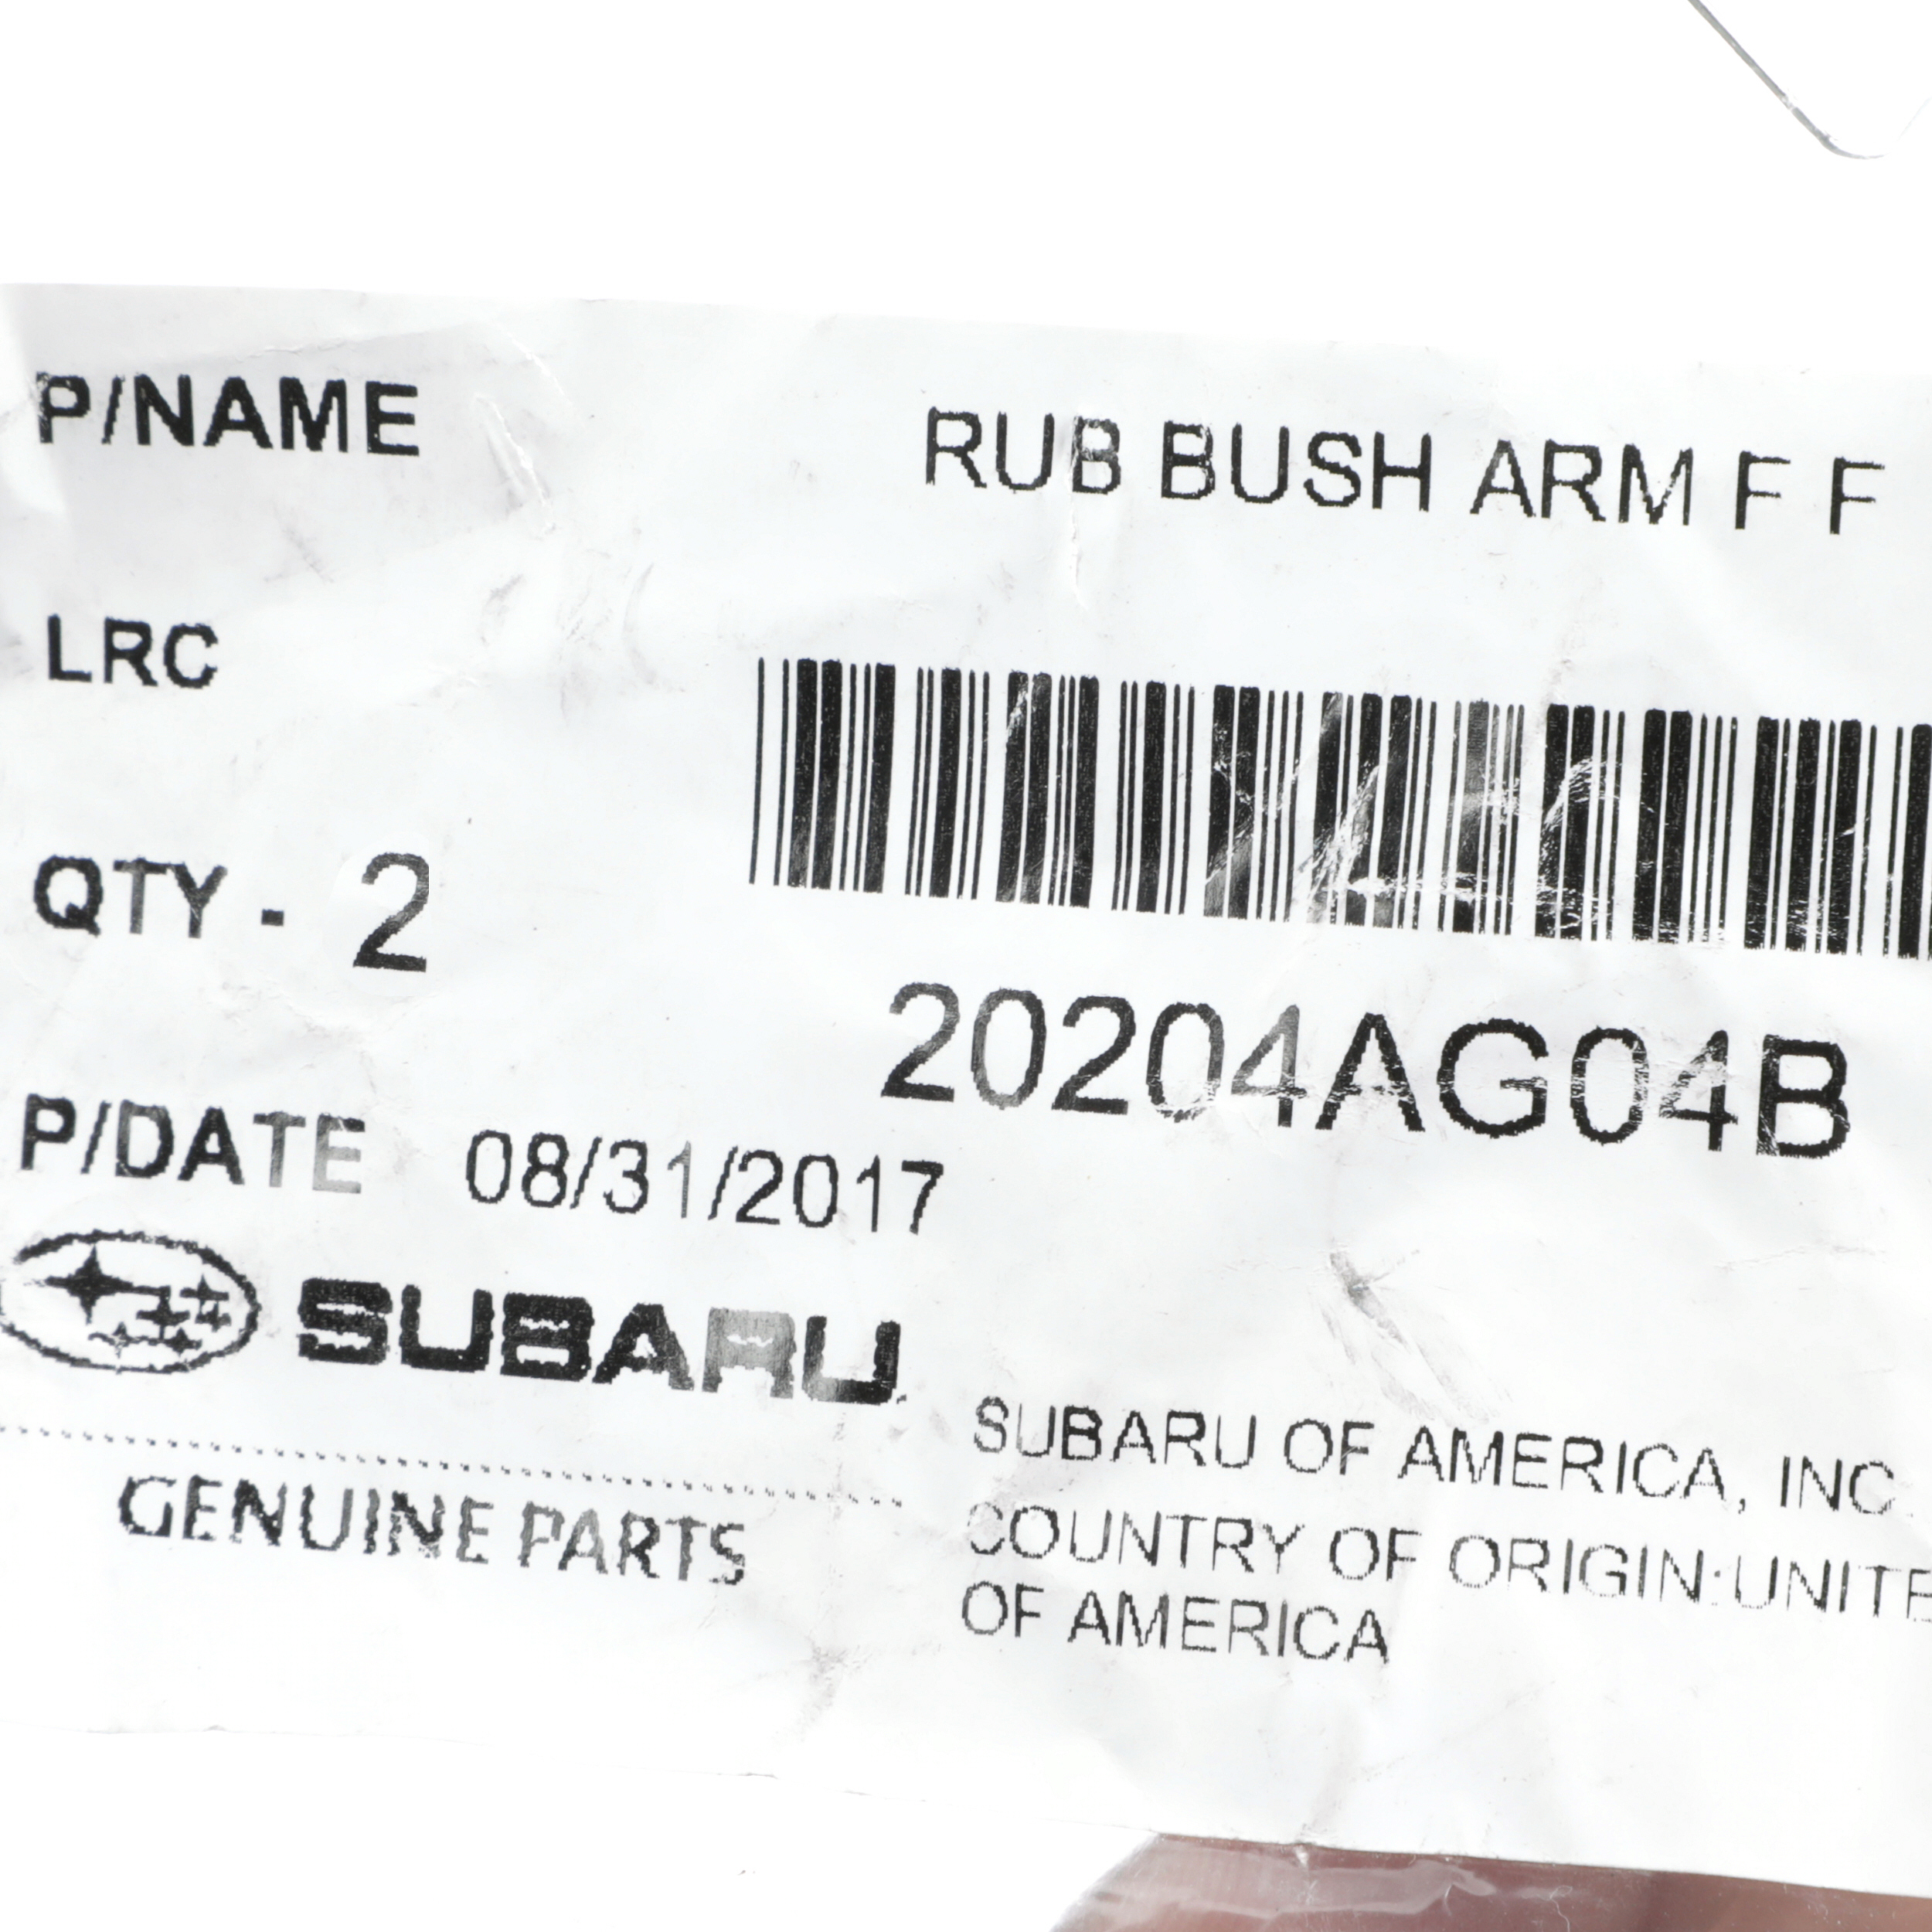 P/NAME RUB BUSH ARM F F
LRC
QTY - 2
20204AG04B
P/DATE 08/31/2017
SUBARU
GENUINE PARTS
SUBARU OF AMERICA, INC.
COUNTRY OF ORIGIN:UNITE
OF AMERICA